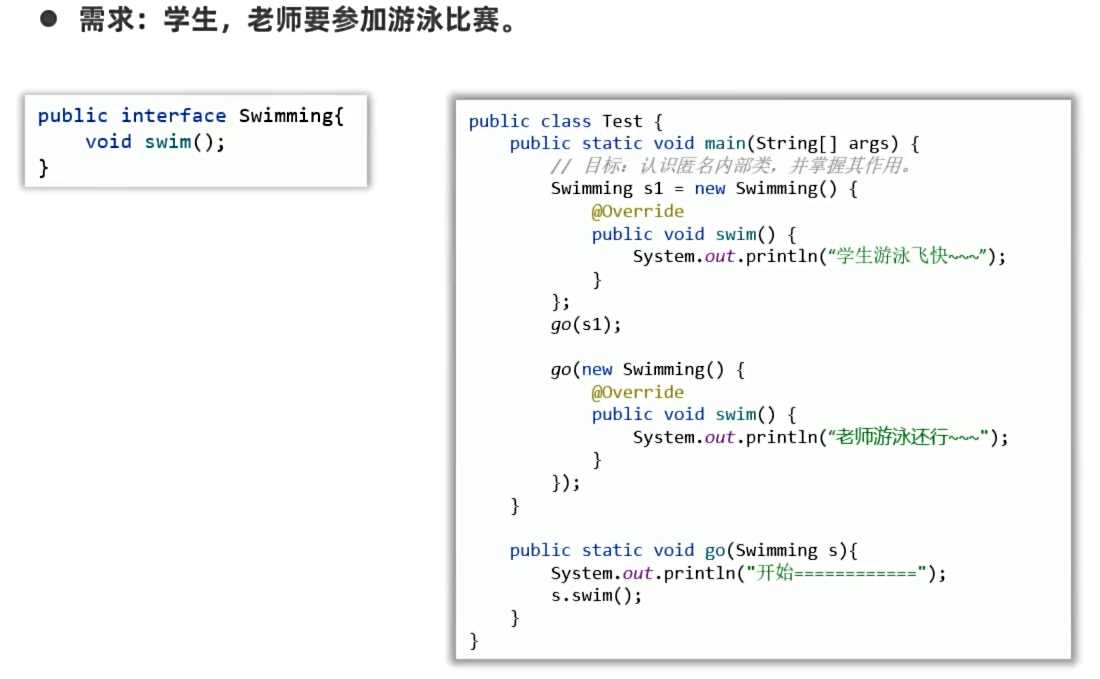 ● 需求：学生，老师要参加游泳比赛。
public interface Swimming{
    void swim();
}
public class Test {
    public static void main(String[] args) {
        // 目标：认识匿名内部类，并掌握其作用。
        Swimming s1 = new Swimming() {
            @Override
            public void swim() {
                System.out.println(“学生游泳飞快~~~”);
            }
        };
        go(s1);

        go(new Swimming() {
            @Override
            public void swim() {
                System.out.println(“老师游泳还行~~~");
            }
        });
    }

    public static void go(Swimming s){
        System.out.println("开始============");
        s.swim();
    }
}